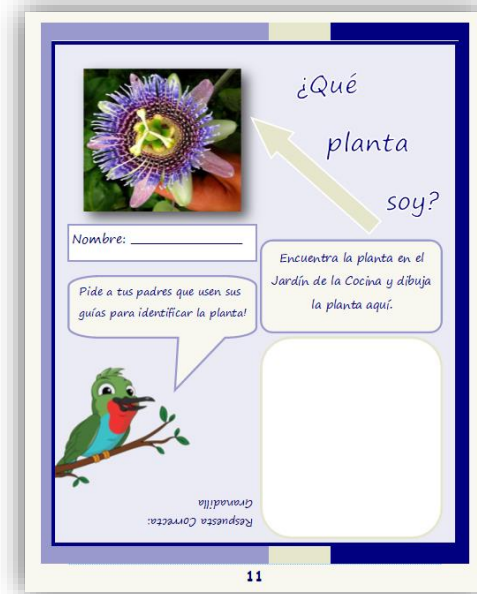 ¿Qué
planta
soy?
Nombre: ____________________
Encuentra la planta en el
Jardín de la Cocina y dibuja
la planta aquí.
Pide a tus padres que usen sus
guías para identificar la planta!
Respuesta Correcta:
Granadilla
11